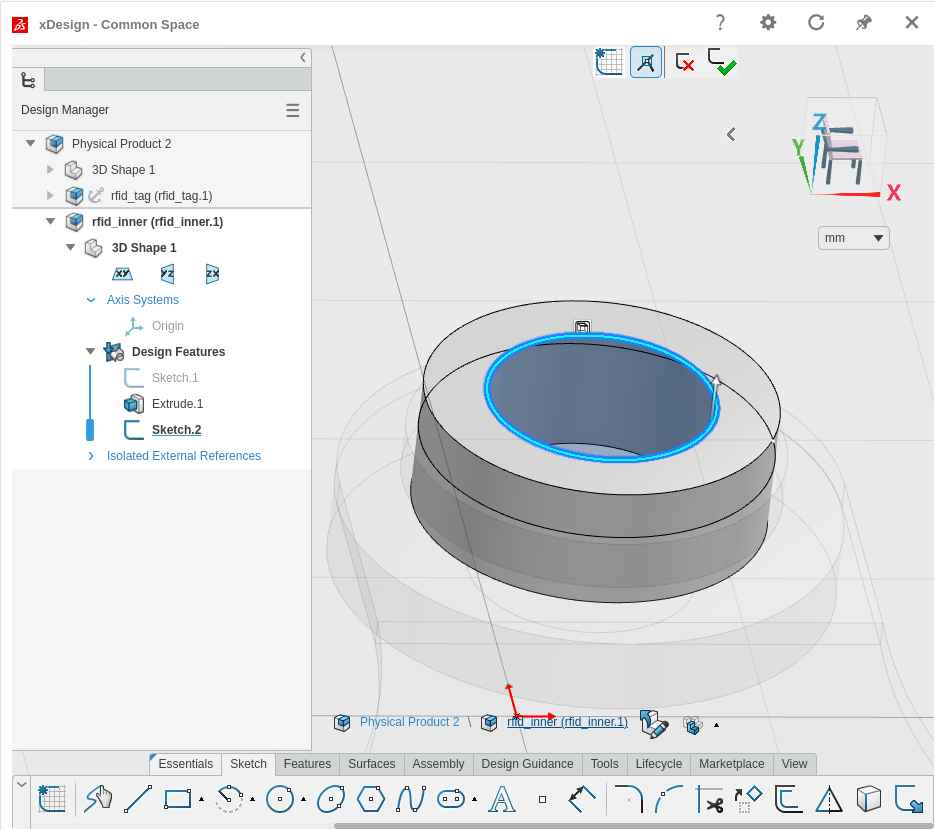 xDesign - Common Space
?
Design Manager
Physical Product 2
3D Shape 1
rfid_tag (rfid_tag.1)
rfid_inner (rfid_inner.1)
3D Shape 1
XY YZ ZX
Axis Systems
Origin
Design Features
Sketch.1
Extrude.1
Sketch.2
Isolated External References
Z
Y
X
mm
Physical Product 2 \ rfid_inner (rfid_inner.1)
Essentials Sketch Features Surfaces Assembly Design Guidance Tools Lifecycle Marketplace View
A